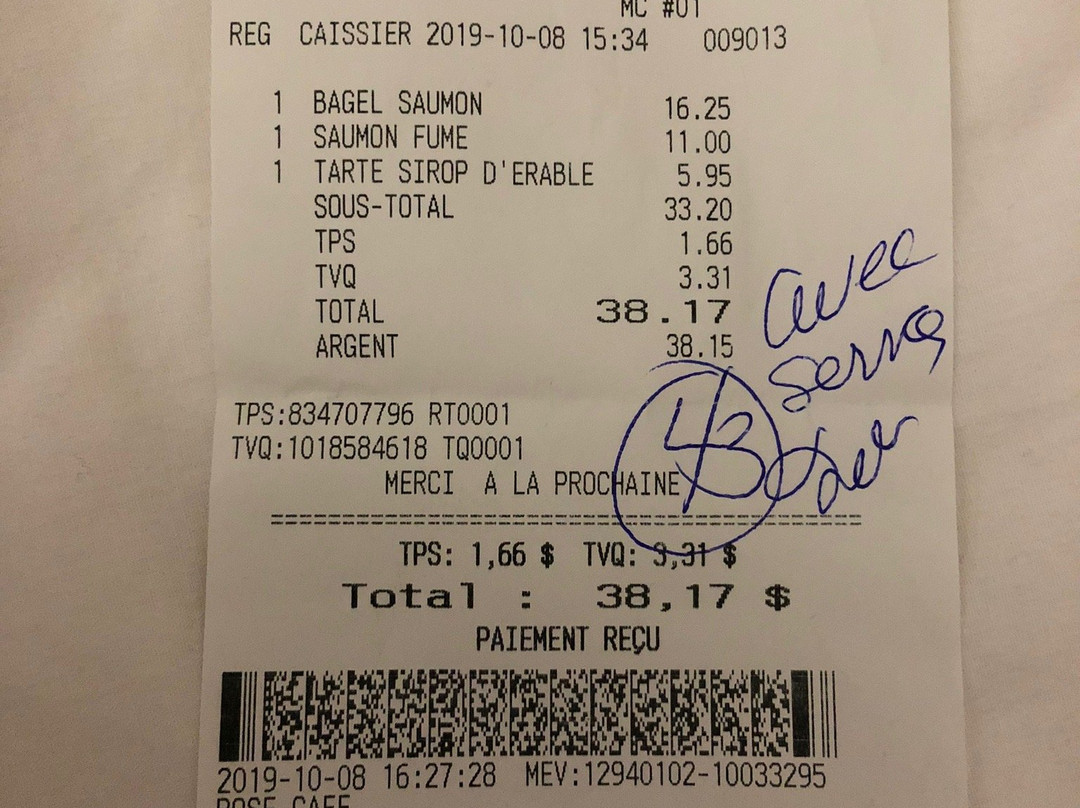 MC #01
REG CAISSIER 2019-10-08 15:34 009013
1 BAGEL SAUMON 16.25
1 SAUMON FUME 11.00
1 TARTE SIROP D'ERABLE 5.95
SOUS-TOTAL 33.20
TPS 1.66
TVQ 3.31
TOTAL 38.17
ARGENT 38.15
avec
43
TPS:834707796 RT0001
TVQ:1018584618 TQ0001
MERCI A LA PROCHAINE
TPS: 1,66 $ TVQ: 3,31 $
Total : 38,17 $
PAIEMENT REÇU
2019-10-08 16:27:28 MEV:12940102-10033295
ROSE CAFE